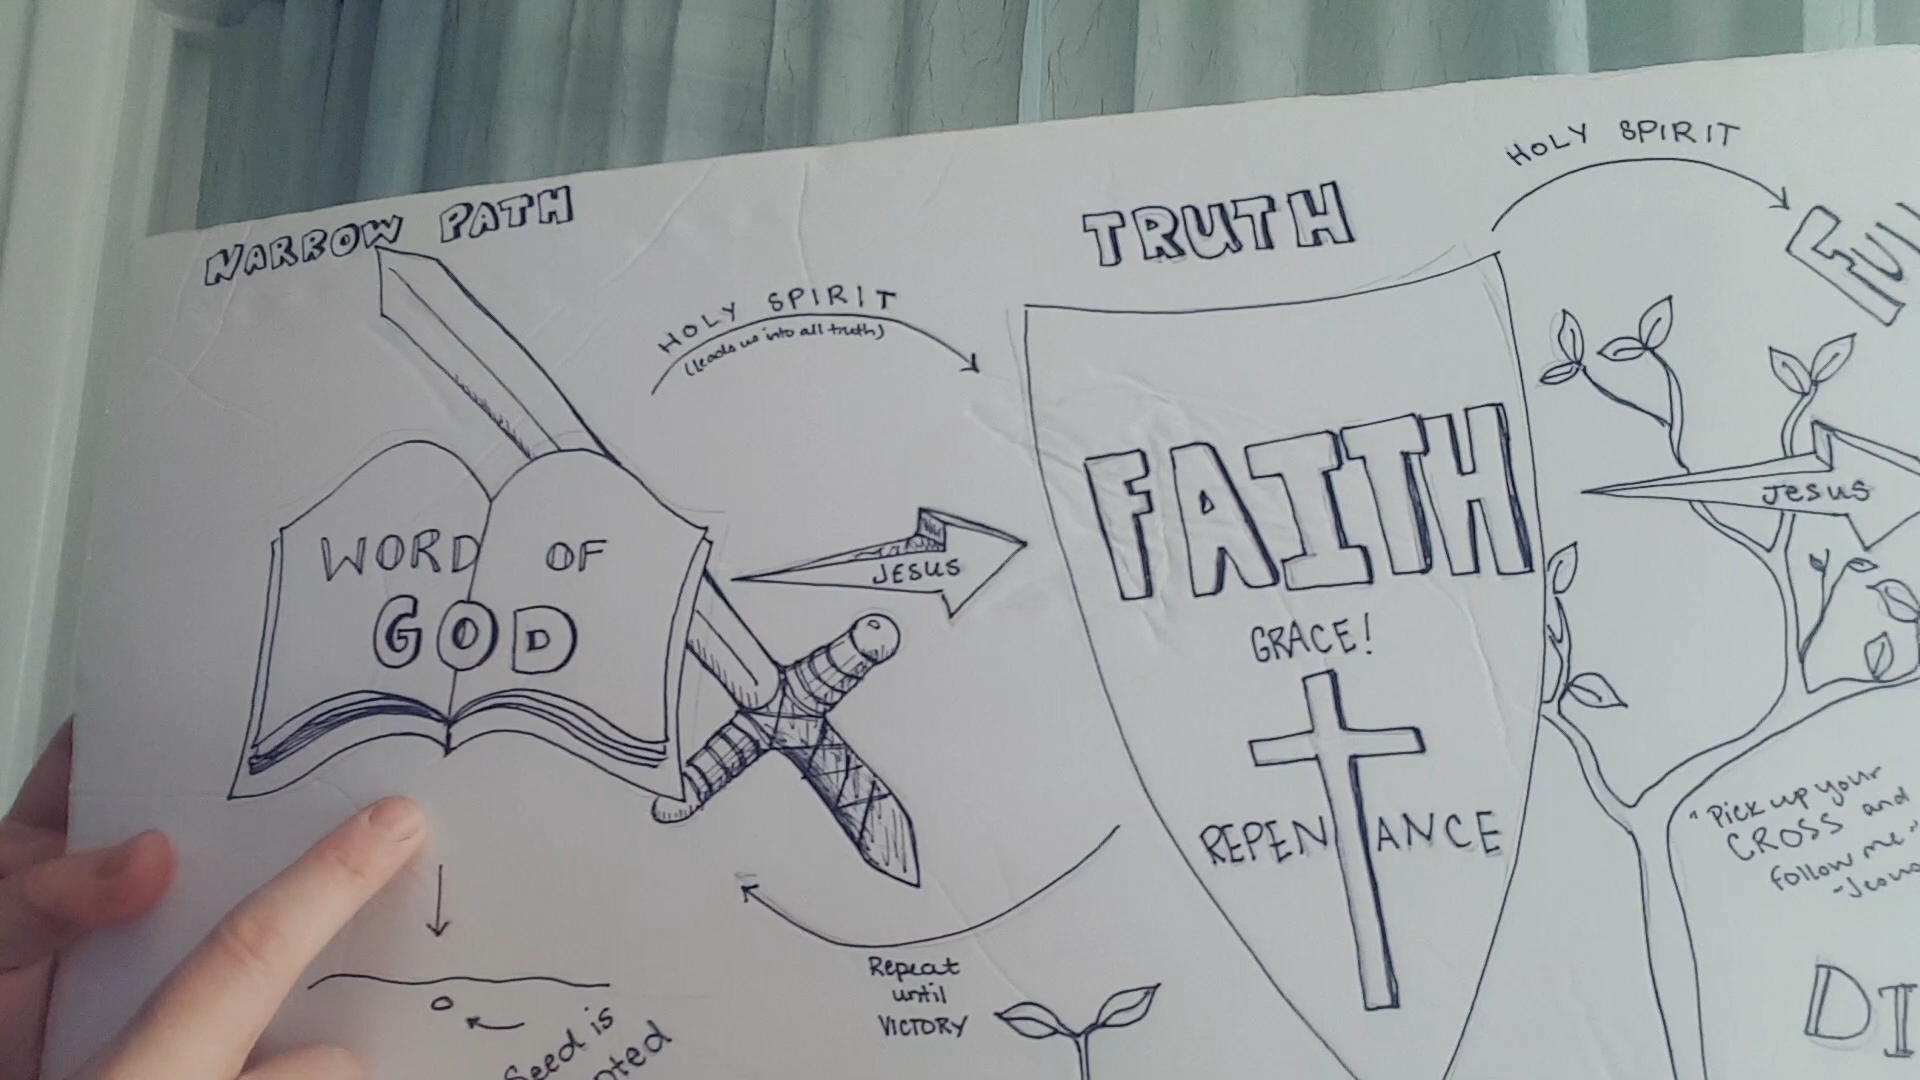 NARROW PATH
HOLY SPIRIT
(leads us into all truth)
WORD OF
GOD
JESUS
Repeat
until
VICTORY
Seed is
TRUTH
FAITH
GRACE!
REPENTANCE
HOLY SPIRIT
Jesus
"Pick up your
CROSS and
follow me"